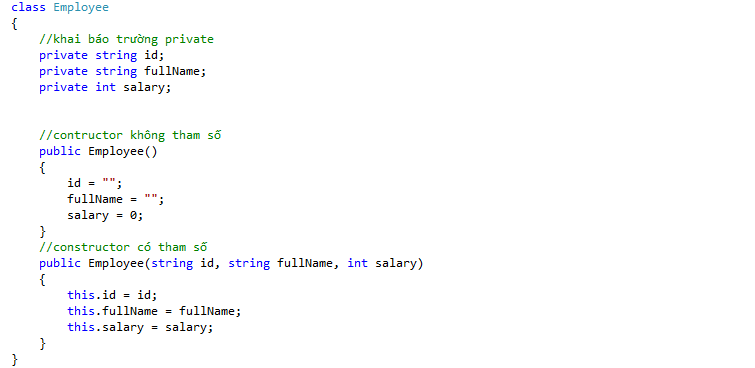 class Employee
{
//khai báo trường private
private string id;
private string fullName;
private int salary;
//contructor không tham số
public Employee()
{
id = "";
fullName = "";
salary = 0;
}
//constructor có tham số
public Employee(string id, string fullName, int salary)
{
this.id = id;
this.fullName = fullName;
this.salary = salary;
}
}